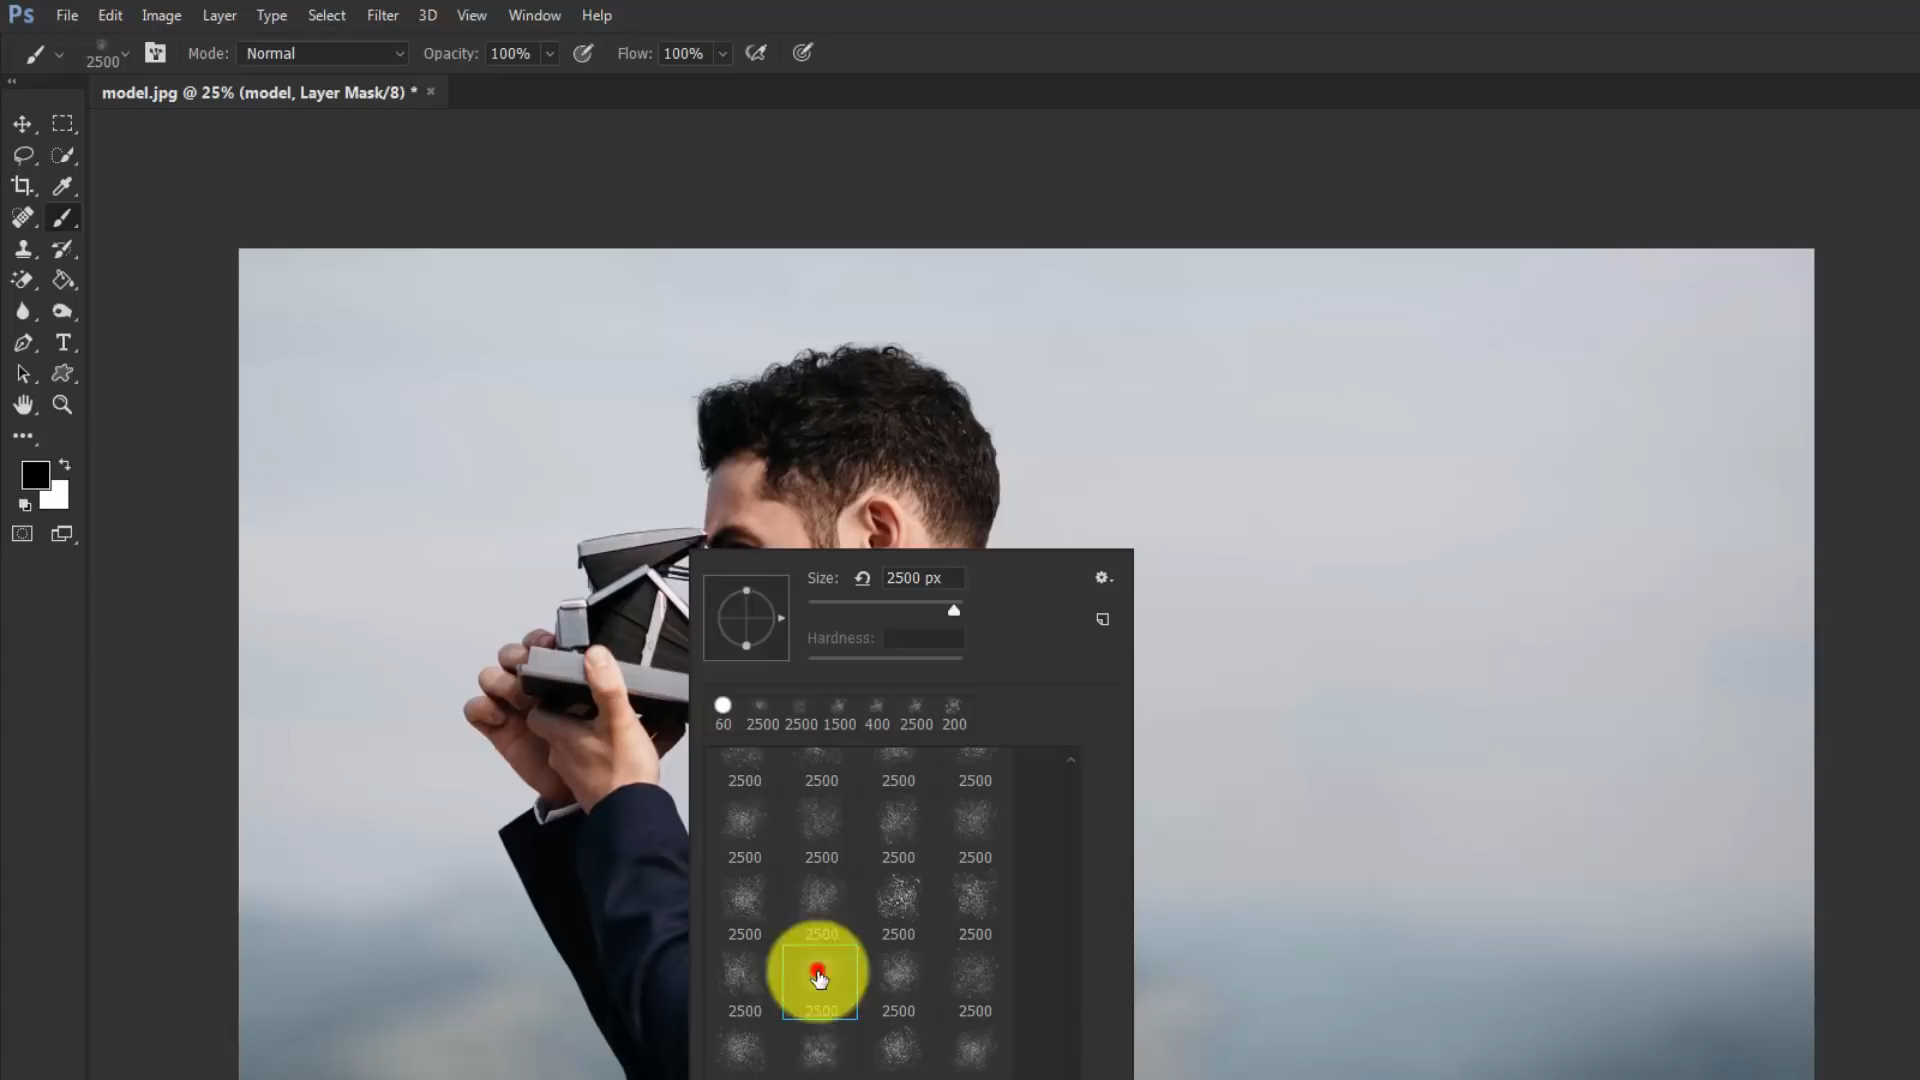 Ps File Edit Image Layer Type Select Filter 3D View Window Help
2500 Mode: Normal Opacity: 100% Flow: 100%
model.jpg @ 25% (model, Layer Mask/8) * ×
T
Size: 2500 px
Hardness:
60 2500 2500 1500 400 2500 200
2500 2500 2500 2500
2500 2500 2500 2500
2500 2500 2500 2500
2500 2500 2500 2500